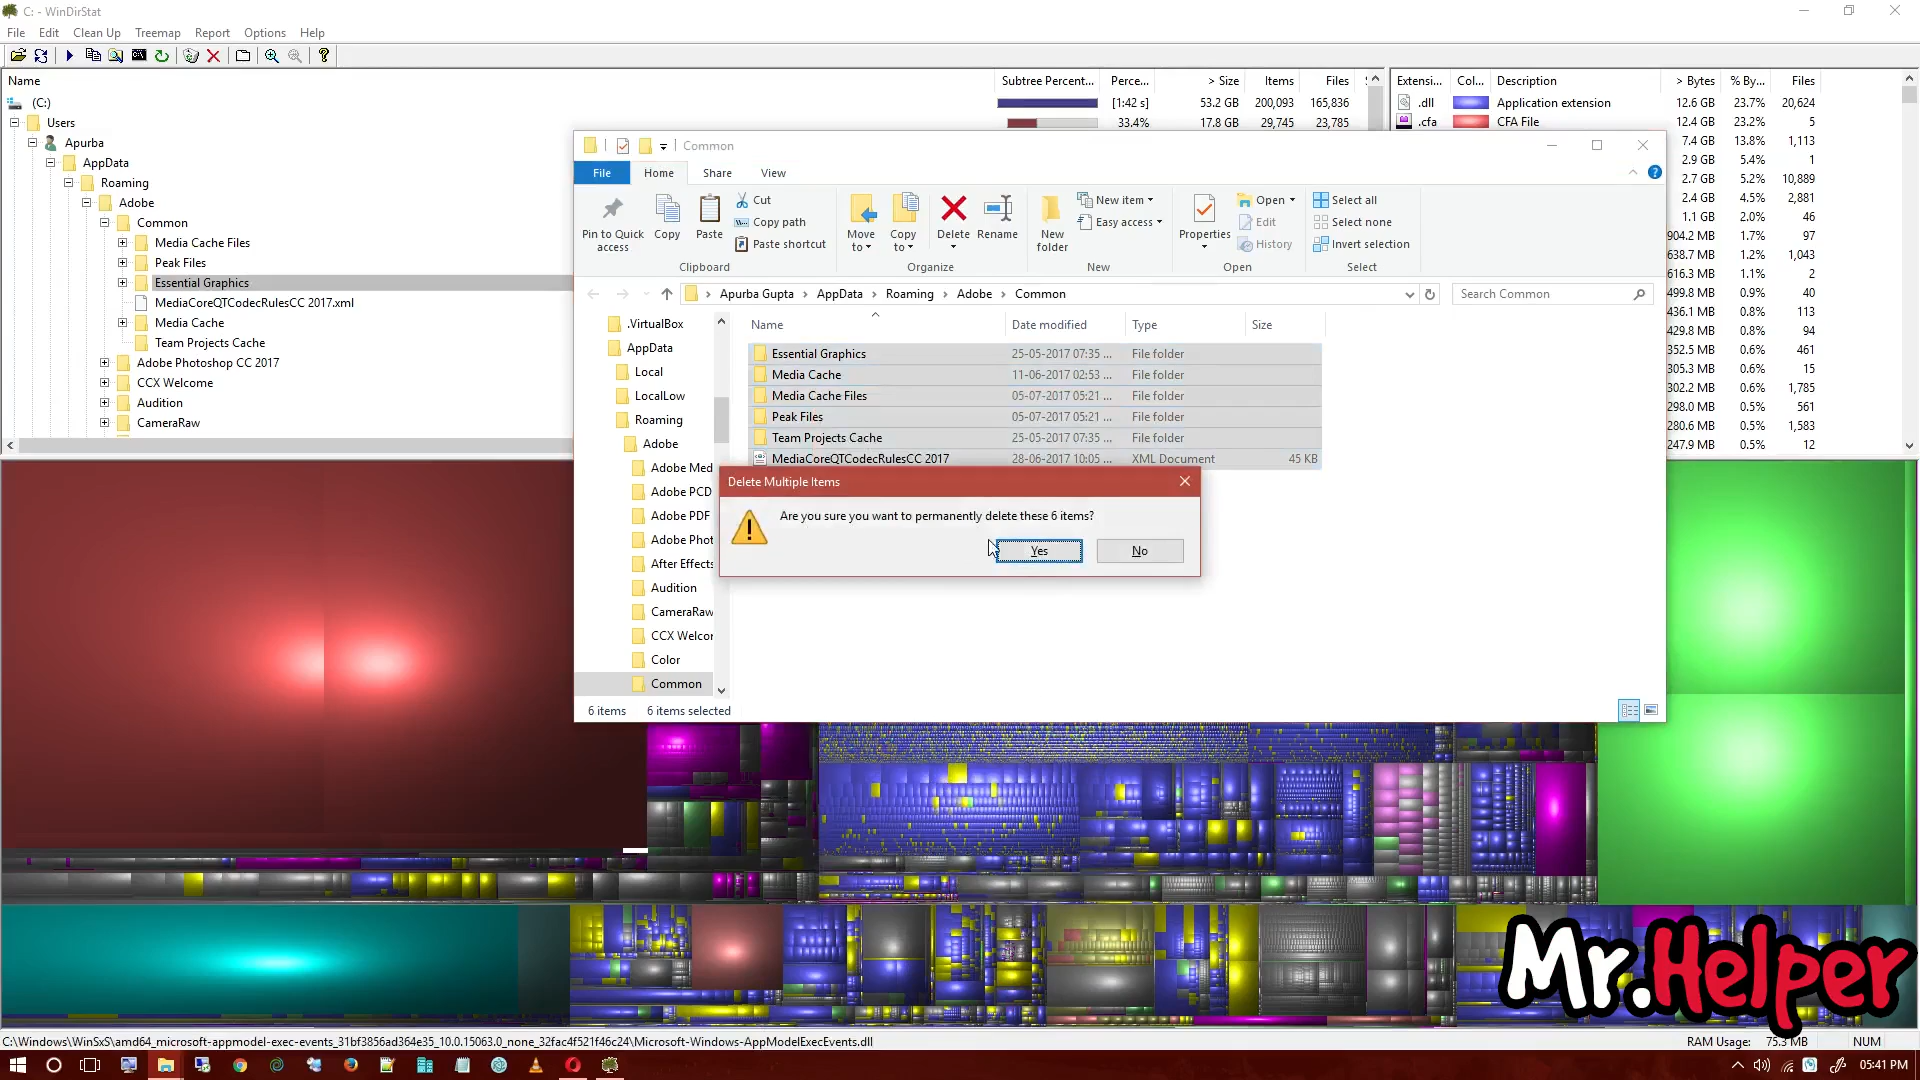 C: - WinDirStat
File Edit Clean Up Treemap Report Options Help
Name Subtree Percent... Perce... > Size Items Files
(C:) [1:42 s] 53.2 GB 200,093 165,836
Users 33.4% 17.8 GB 29,745 23,785
Apurba
AppData
Roaming
Adobe
Common
Media Cache Files
Peak Files
Essential Graphics
MediaCoreQTCodecRulesCC 2017.xml
Media Cache
Team Projects Cache
Adobe Photoshop CC 2017
CCX Welcome
Audition
CameraRaw
Extensi... Col... Description > Bytes % By... Files
.dll Application extension 12.6 GB 23.7% 20,624
.cfa CFA File 12.4 GB 23.2% 5
7.4 GB 13.8% 1,113
2.9 GB 5.4% 1
2.7 GB 5.2% 10,889
2.4 GB 4.5% 2,881
1.1 GB 2.0% 46
904.2 MB 1.7% 97
638.7 MB 1.2% 1,043
616.3 MB 1.1% 2
499.8 MB 0.9% 40
436.1 MB 0.8% 113
429.8 MB 0.8% 94
352.5 MB 0.6% 461
305.3 MB 0.6% 15
302.2 MB 0.6% 1,785
298.0 MB 0.5% 561
280.6 MB 0.5% 1,583
247.9 MB 0.5% 12
Common
File Home Share View
Pin to Quick access
Copy
Paste
Cut
Copy path
Paste shortcut
Move to
Copy to
Delete
Rename
New folder
New item
Easy access
Properties
Open
Edit
History
Select all
Select none
Invert selection
Clipboard Organize New Open Select
Apurba Gupta > AppData > Roaming > Adobe > Common
Search Common
.VirtualBox
AppData
Local
LocalLow
Roaming
Adobe
Adobe Med
Adobe PCD
Adobe PDF
Adobe Phot
After Effects
Audition
CameraRaw
CCX Welcor
Color
Common
Name Date modified Type Size
Essential Graphics 25-05-2017 07:35 ... File folder
Media Cache 11-06-2017 02:53 ... File folder
Media Cache Files 05-07-2017 05:21 ... File folder
Peak Files 05-07-2017 05:21 ... File folder
Team Projects Cache 25-05-2017 07:35 ... File folder
MediaCoreQTCodecRulesCC 2017 28-06-2017 10:05 ... XML Document 45 KB
Delete Multiple Items
Are you sure you want to permanently delete these 6 items?
Yes No
6 items 6 items selected
Mr.Helper
C:\Windows\WinSxS\amd64_microsoft-appmodel-exec-events_31bf3856ad364e35_10.0.15063.0_none_32fac4f521f46c24\Microsoft-Windows-AppModelExecEvents.dll
RAM Usage: 75.3 MB NUM
05:41 PM